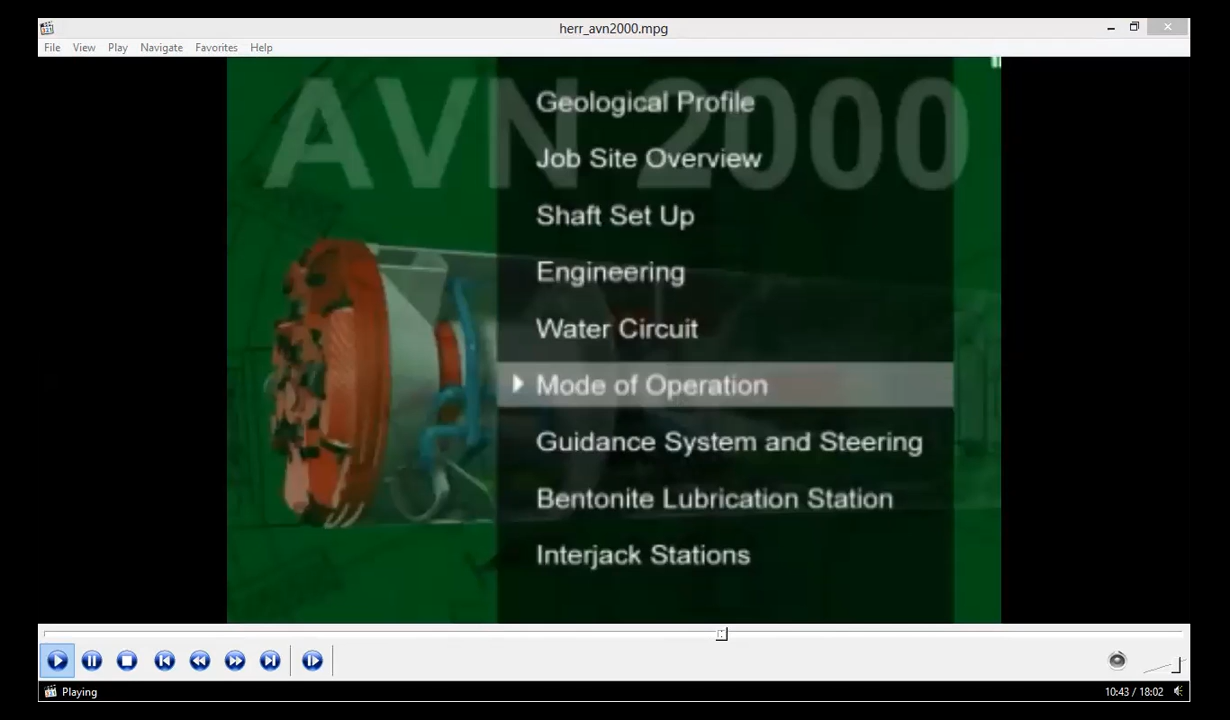 herr_avn2000.mpg
File View Play Navigate Favorites Help
AVN 2000
Geological Profile
Job Site Overview
Shaft Set Up
Engineering
Water Circuit
Mode of Operation
Guidance System and Steering
Bentonite Lubrication Station
Interjack Stations
Playing
10:43 / 18:02